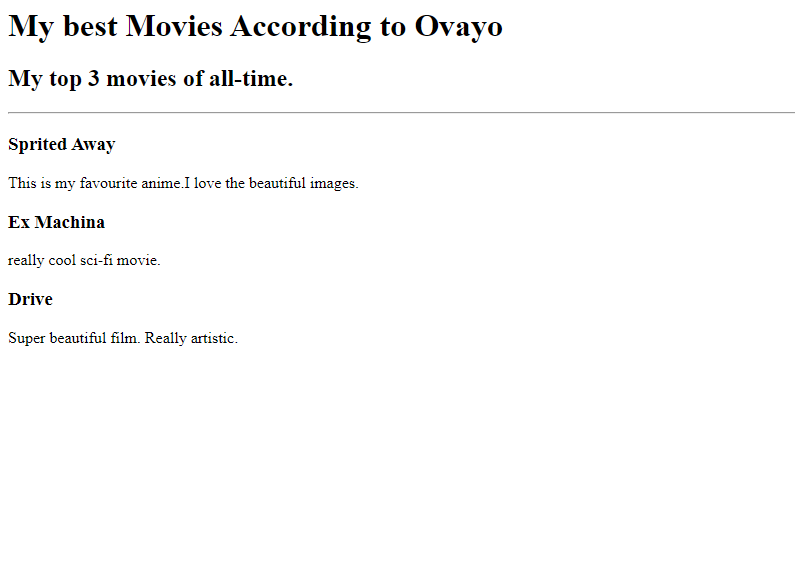 My best Movies According to Ovayo
My top 3 movies of all-time.
Sprited Away
This is my favourite anime.I love the beautiful images.
Ex Machina
really cool sci-fi movie.
Drive
Super beautiful film. Really artistic.